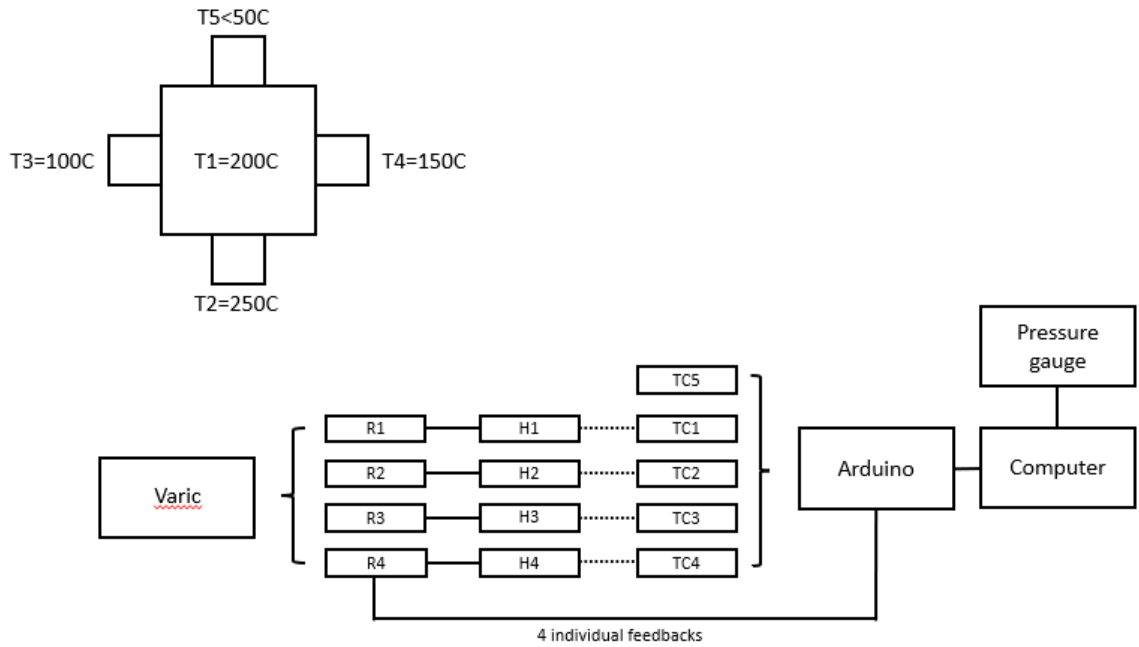 T5<50C
T3=100C
T1=200C
T4=150C
T2=250C
Pressure
gauge
TC5
R1
H1
TC1
Arduino
Computer
Varic
R2
H2
TC2
R3
H3
TC3
R4
H4
TC4
4 individual feedbacks